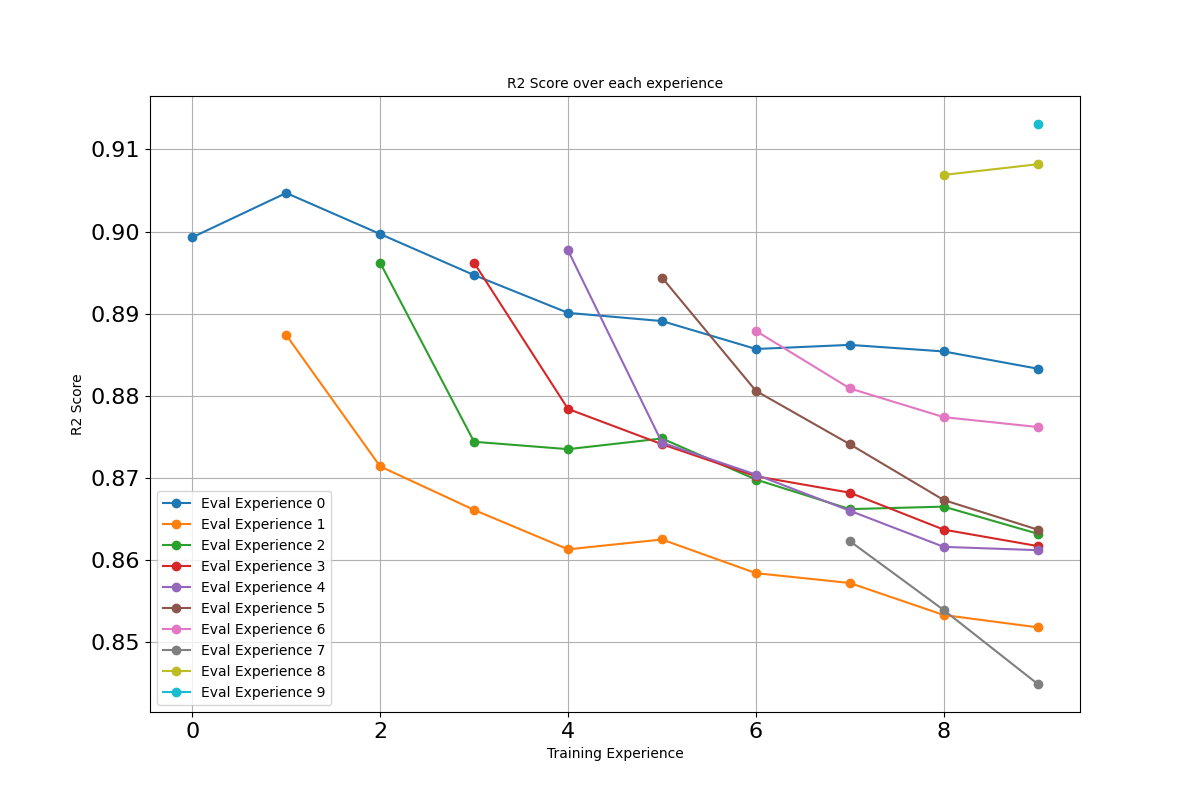 R2 Score over each experience
0.91
0.90
0.89
0.88
0.87
0.86
0.85
R2 Score
Eval Experience 0
Eval Experience 1
Eval Experience 2
Eval Experience 3
Eval Experience 4
Eval Experience 5
Eval Experience 6
Eval Experience 7
Eval Experience 8
Eval Experience 9
0 2 4 6 8
Training Experience